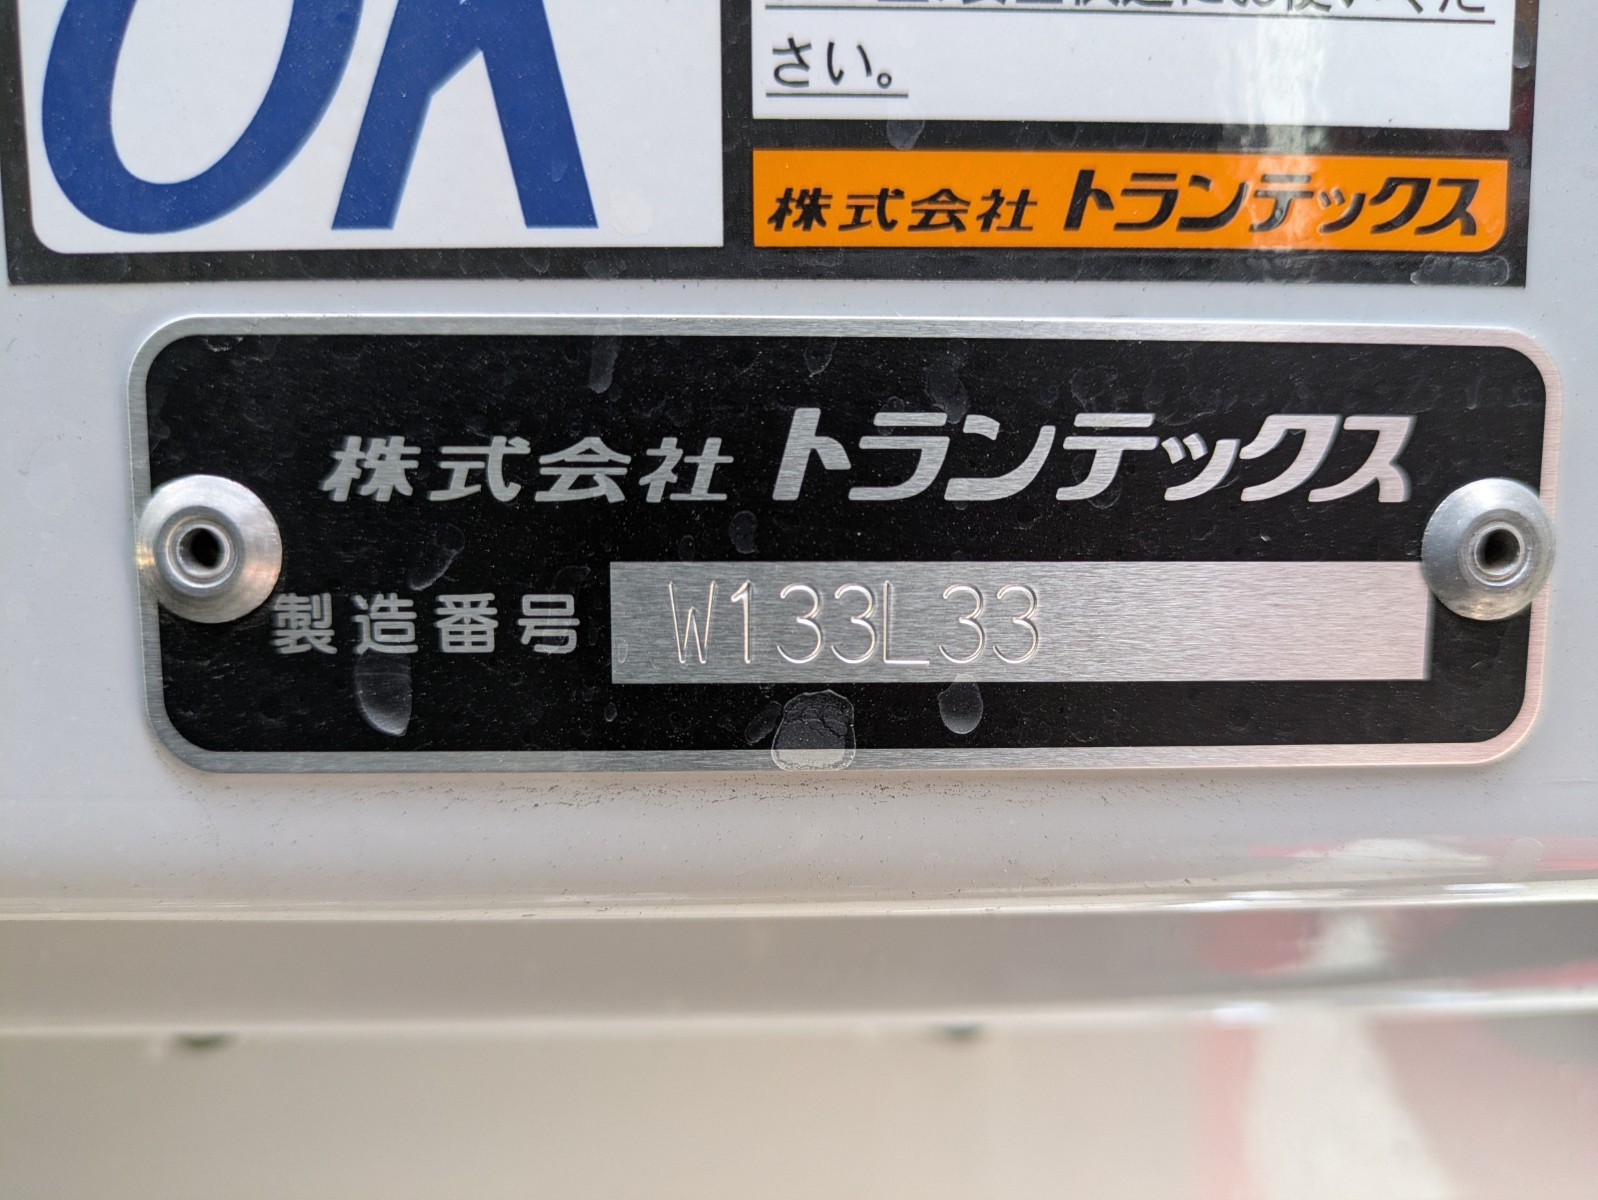 OK
さい。
株式会社 トランテックス
株式会社 トランテックス
製造番号 W133L33